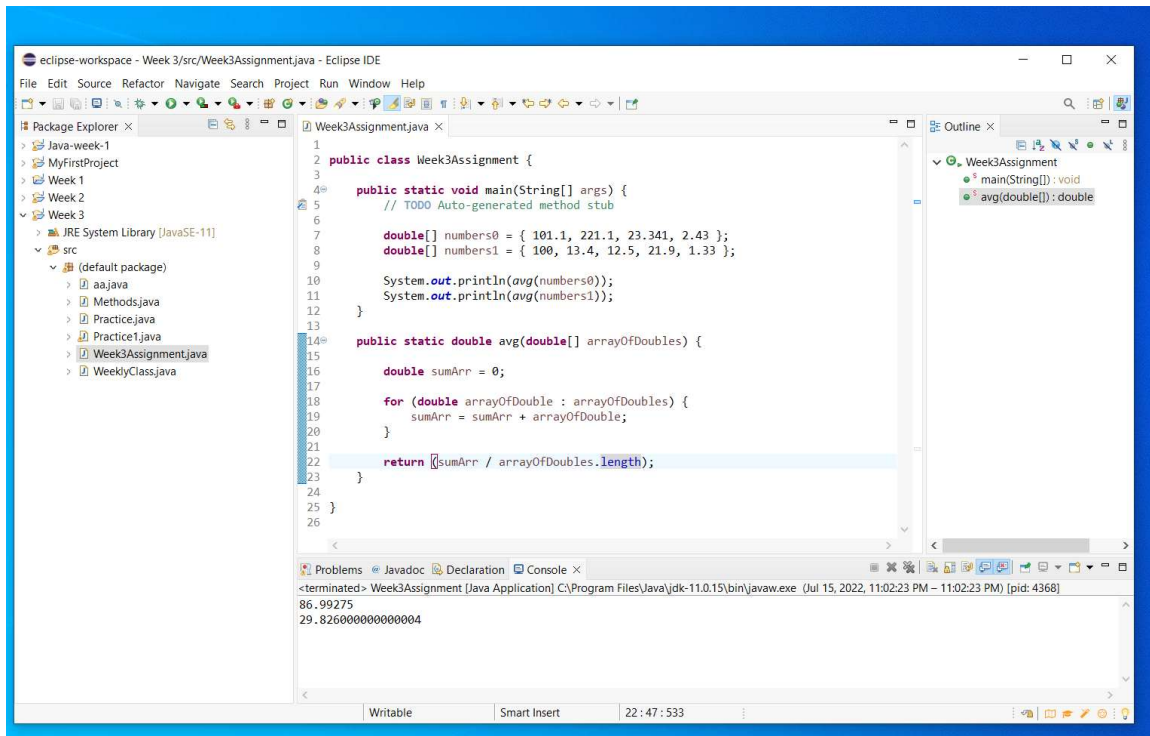 eclipse-workspace - Week 3/src/Week3Assignment.java - Eclipse IDE
File Edit Source Refactor Navigate Search Project Run Window Help
Package Explorer
Java-week-1
MyFirstProject
Week 1
Week 2
Week 3
JRE System Library [JavaSE-11]
src
(default package)
aa.java
Methods.java
Practice.java
Practice1.java
Week3Assignment.java
WeeklyClass.java
Week3Assignment.java
1
2 public class Week3Assignment {
3
4 public static void main(String[] args) {
5 // TODO Auto-generated method stub
6
7 double[] numbers0 = { 101.1, 221.1, 23.341, 2.43 };
8 double[] numbers1 = { 100, 13.4, 12.5, 21.9, 1.33 };
9
10 System.out.println(avg(numbers0));
11 System.out.println(avg(numbers1));
12 }
13
14 public static double avg(double[] arrayOfDoubles) {
15
16 double sumArr = 0;
17
18 for (double arrayOfDouble : arrayOfDoubles) {
19 sumArr = sumArr + arrayOfDouble;
20 }
21
22 return (sumArr / arrayOfDoubles.length);
23 }
24
25 }
26
Outline
Week3Assignment
main(String[]) : void
avg(double[]) : double
Problems Javadoc Declaration Console
<terminated> Week3Assignment [Java Application] C:\Program Files\Java\jdk-11.0.15\bin\javaw.exe (Jul 15, 2022, 11:02:23 PM – 11:02:23 PM) [pid: 4368]
86.99275
29.826000000000004
Writable Smart Insert 22 : 47 : 533